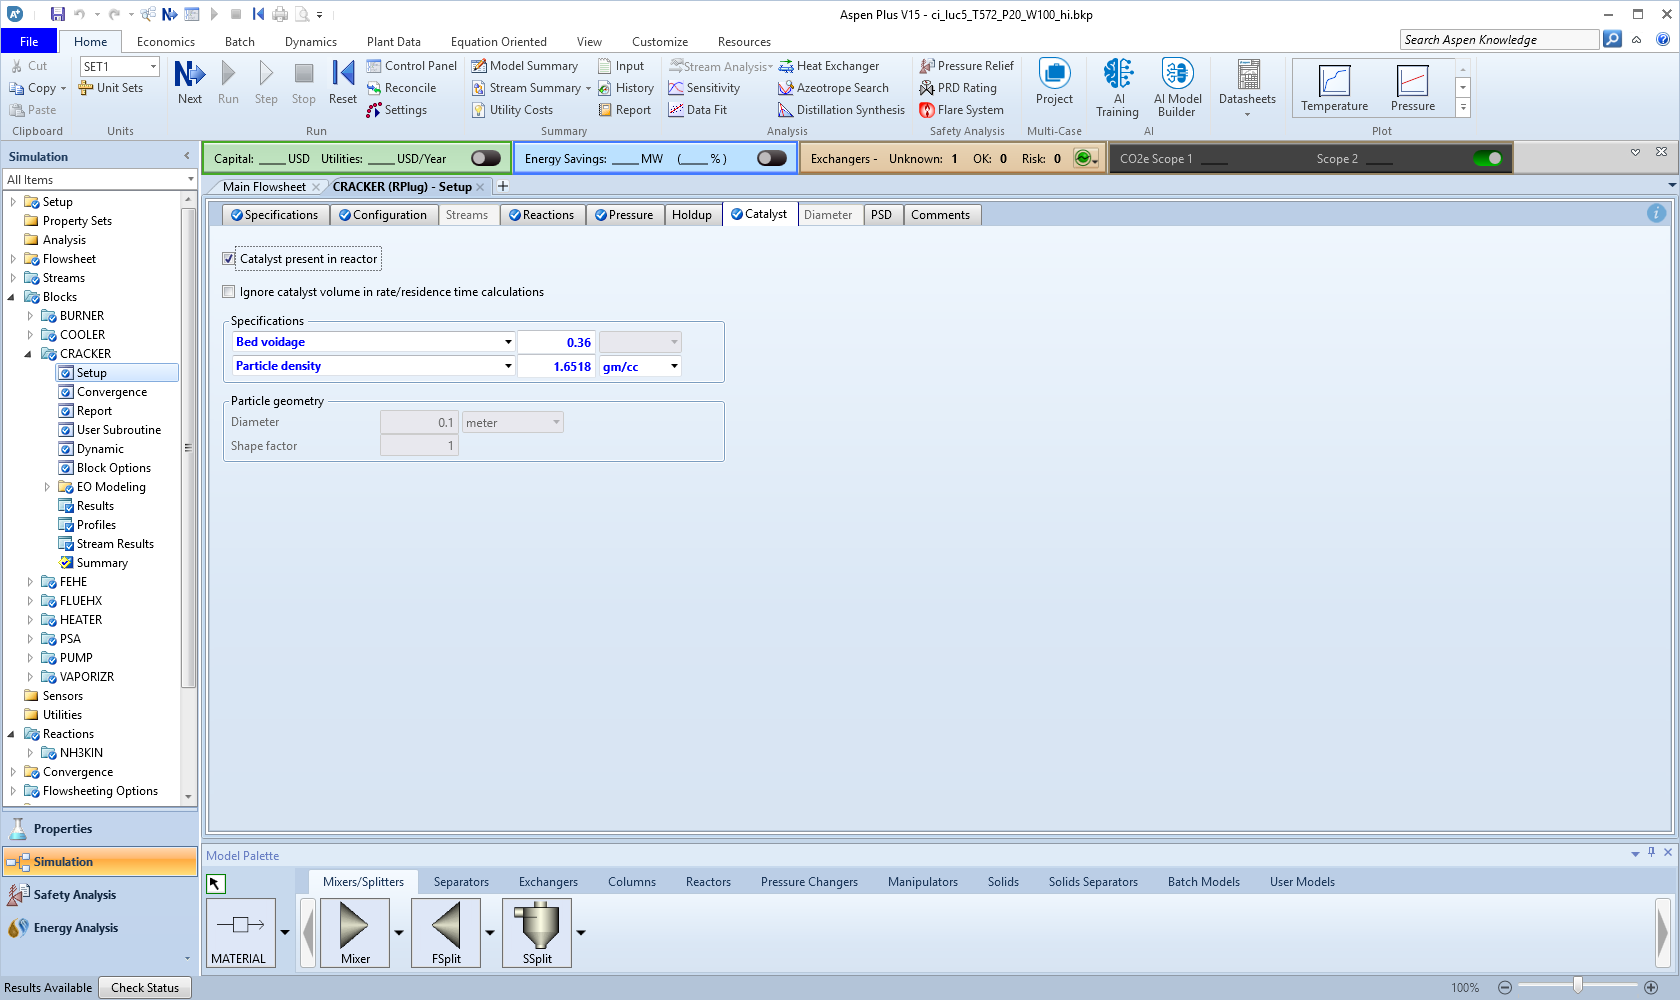 Aspen Plus V15 - ci_luc5_T572_P20_W100_hi.bkp
File Home Economics Batch Dynamics Plant Data Equation Oriented View Customize Resources Search Aspen Knowledge
Cut SET1 Control Panel Model Summary Input Stream Analysis Heat Exchanger Pressure Relief
Copy Unit Sets Next Run Step Stop Reset Reconcile Stream Summary History Sensitivity Azeotrope Search PRD Rating Project AI Training AI Model Builder Datasheets Temperature Pressure
Paste Settings Utility Costs Report Data Fit Distillation Synthesis Flare System
Clipboard Units Run Summary Analysis Safety Analysis Multi-Case AI Plot
Simulation
Capital: ____ USD Utilities: ____ USD/Year Energy Savings: ____ MW (____ %) Exchangers - Unknown: 1 OK: 0 Risk: 0 CO2e Scope 1 ____ Scope 2 ____
All Items
Main Flowsheet CRACKER (RPlug) - Setup
Setup
Property Sets
Analysis
Flowsheet
Streams
Blocks
BURNER
COOLER
CRACKER
Setup
Convergence
Report
User Subroutine
Dynamic
Block Options
EO Modeling
Results
Profiles
Stream Results
Summary
FEHE
FLUEHX
HEATER
PSA
PUMP
VAPORIZR
Sensors
Utilities
Reactions
NH3KIN
Convergence
Flowsheeting Options
Properties
Simulation
Safety Analysis
Energy Analysis
Specifications Configuration Streams Reactions Pressure Holdup Catalyst Diameter PSD Comments
Catalyst present in reactor
Ignore catalyst volume in rate/residence time calculations
Specifications
Bed voidage 0.36
Particle density 1.6518 gm/cc
Particle geometry
Diameter 0.1 meter
Shape factor 1
Model Palette
Mixers/Splitters Separators Exchangers Columns Reactors Pressure Changers Manipulators Solids Solids Separators Batch Models User Models
MATERIAL Mixer FSplit SSplit
Results Available Check Status 100%